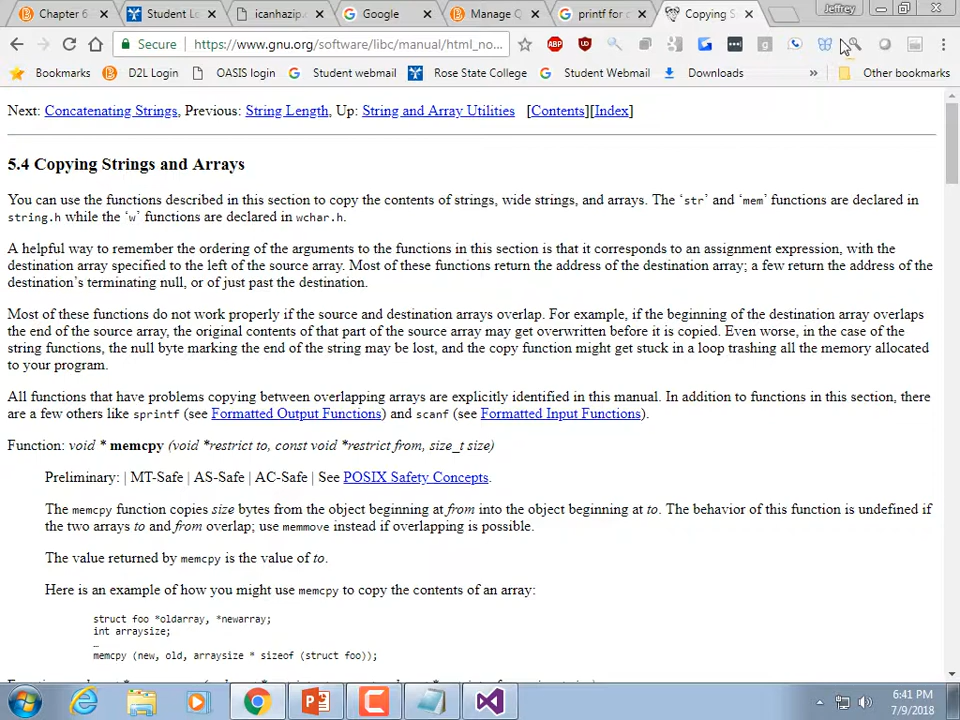 Chapter 6
Student Le
icanhazip.
Google
Manage Q
printf for c
Copying S
Jeffrey
Secure
https://www.gnu.org/software/libc/manual/html_no...
Bookmarks
D2L Login
OASIS login
Student webmail
Rose State College
Student Webmail
Downloads
»
Other bookmarks
Next: Concatenating Strings, Previous: String Length, Up: String and Array Utilities [Contents][Index]
5.4 Copying Strings and Arrays
You can use the functions described in this section to copy the contents of strings, wide strings, and arrays. The ‘str’ and ‘mem’ functions are declared in
string.h while the ‘w’ functions are declared in wchar.h.
A helpful way to remember the ordering of the arguments to the functions in this section is that it corresponds to an assignment expression, with the
destination array specified to the left of the source array. Most of these functions return the address of the destination array; a few return the address of the
destination’s terminating null, or of just past the destination.
Most of these functions do not work properly if the source and destination arrays overlap. For example, if the beginning of the destination array overlaps
the end of the source array, the original contents of that part of the source array may get overwritten before it is copied. Even worse, in the case of the
string functions, the null byte marking the end of the string may be lost, and the copy function might get stuck in a loop trashing all the memory allocated
to your program.
All functions that have problems copying between overlapping arrays are explicitly identified in this manual. In addition to functions in this section, there
are a few others like sprintf (see Formatted Output Functions) and scanf (see Formatted Input Functions).
Function: void * memcpy (void *restrict to, const void *restrict from, size_t size)
Preliminary: | MT-Safe | AS-Safe | AC-Safe | See POSIX Safety Concepts.
The memcpy function copies size bytes from the object beginning at from into the object beginning at to. The behavior of this function is undefined if
the two arrays to and from overlap; use memmove instead if overlapping is possible.
The value returned by memcpy is the value of to.
Here is an example of how you might use memcpy to copy the contents of an array:
struct foo *oldarray, *newarray;
int arraysize;
…
memcpy (new, old, arraysize * sizeof (struct foo));
6:41 PM
7/9/2018